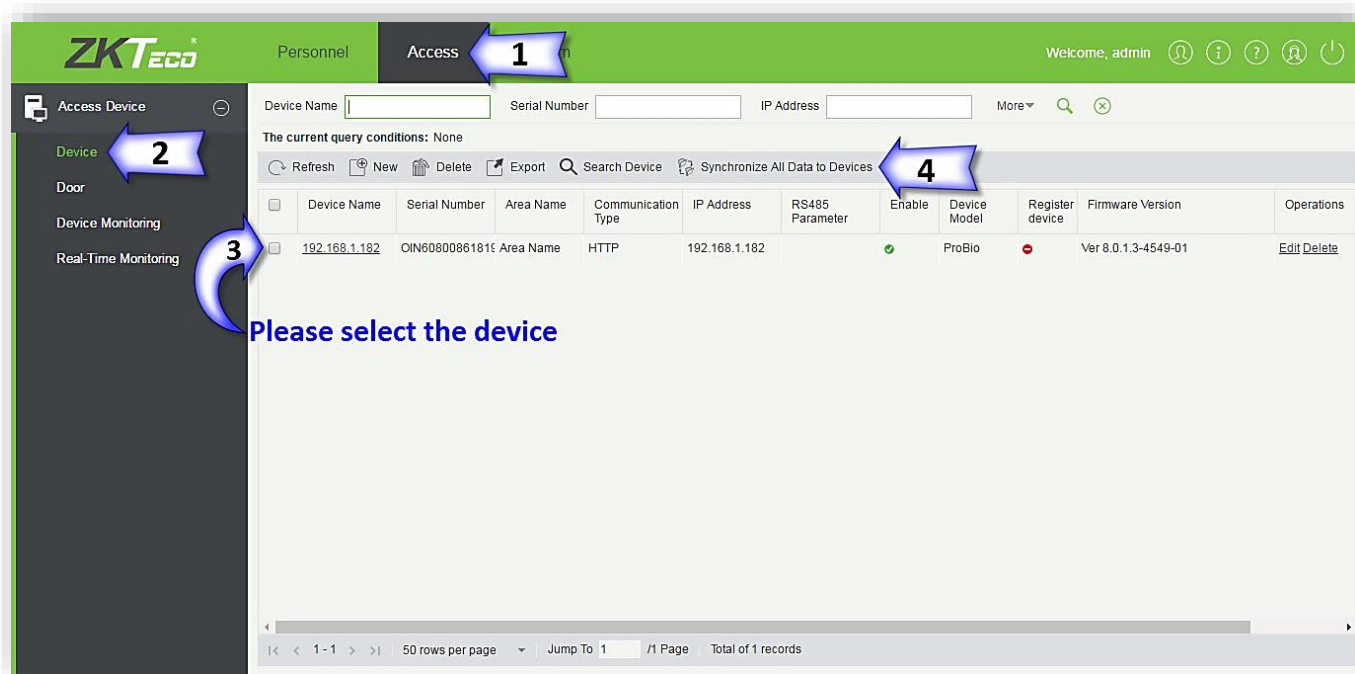 ZKTECO
Personnel Access 1 m Welcome, admin
Access Device
Device 2
Door
Device Monitoring
Real-Time Monitoring
Device Name Serial Number IP Address More
The current query conditions: None
Refresh New Delete Export Search Device Synchronize All Data to Devices 4
Device Name Serial Number Area Name Communication Type IP Address RS485 Parameter Enable Device Model Register device Firmware Version Operations
3 192.168.1.182 OIN60800861819 Area Name HTTP 192.168.1.182 ProBio Ver 8.0.1.3-4549-01 Edit Delete
Please select the device
|< < 1-1 > >| 50 rows per page Jump To 1 /1 Page Total of 1 records